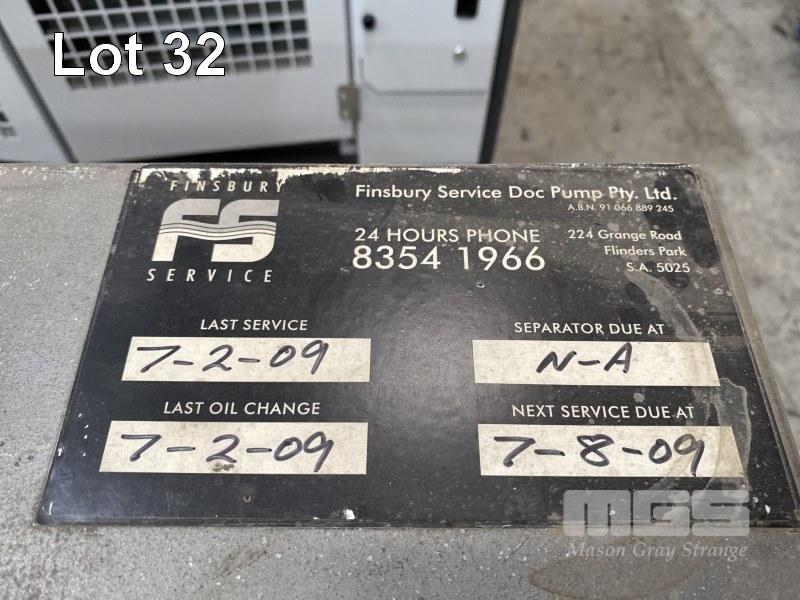 Lot 32
FINSBURY
FS
SERVICE
Finsbury Service Doc Pump Pty. Ltd.
A.B.N. 91 066 889 245
24 HOURS PHONE
8354 1966
224 Grange Road
Flinders Park
S.A. 5025
LAST SERVICE
7-2-09
SEPARATOR DUE AT
N-A
LAST OIL CHANGE
7-2-09
NEXT SERVICE DUE AT
7-8-09
MGS
Mason Gray Strange